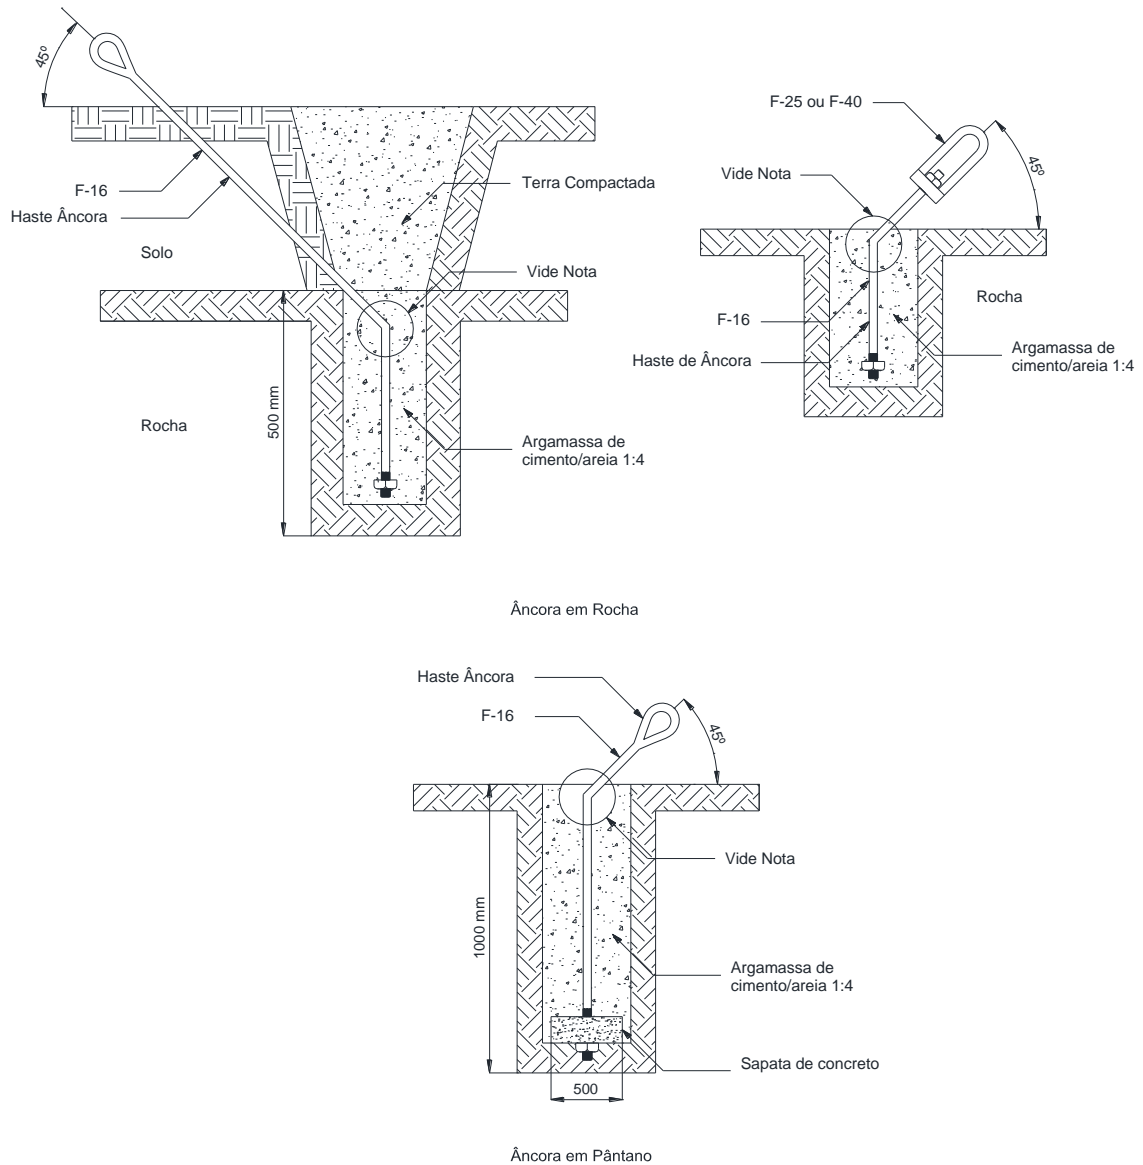 45º
F-16
Haste Âncora
Solo
Terra Compactada
Vide Nota
500 mm
Rocha
Argamassa de
cimento/areia 1:4
F-25 ou F-40
Vide Nota
45º
Rocha
F-16
Haste de Âncora
Argamassa de
cimento/areia 1:4
Âncora em Rocha
Haste Âncora
F-16
45º
Vide Nota
1000 mm
Argamassa de
cimento/areia 1:4
Sapata de concreto
500
Âncora em Pântano